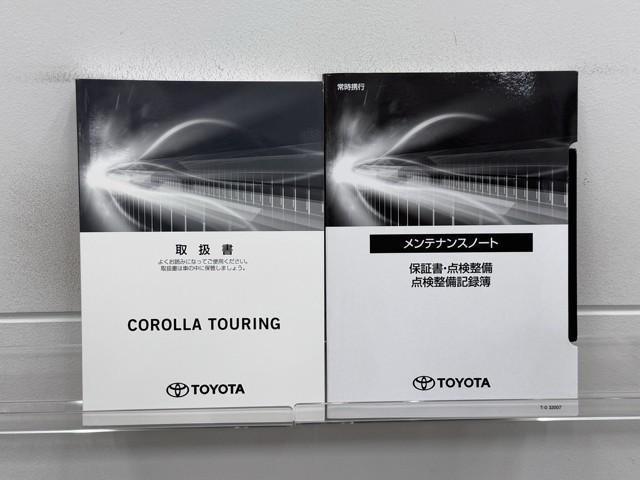 取扱書
よくお読みになってご使用ください。
取扱書は車の中に保管しましょう。
COROLLA TOURING
TOYOTA
常時携行
メンテナンスノート
保証書・点検整備
点検整備記録簿
TOYOTA
T-0 32007